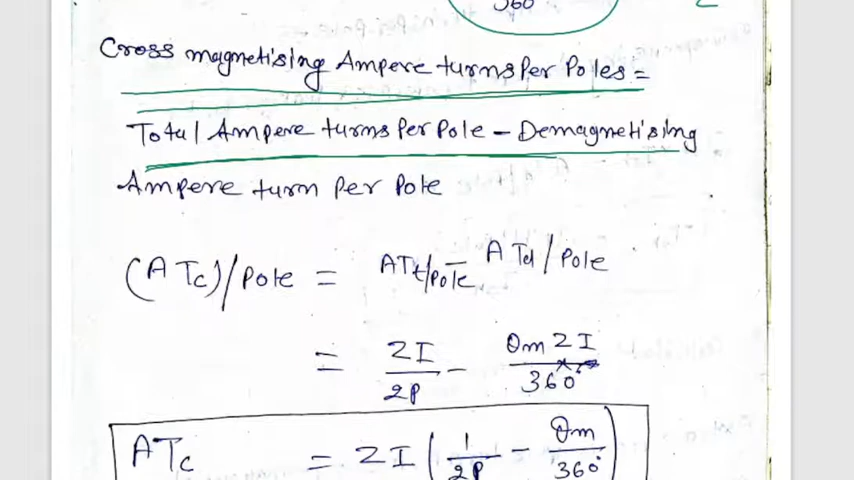 360
Cross magnetising Ampere turns Per Poles =
Total Ampere turns Per Pole - Demagnetising
Ampere turn per Pole
(ATc)/Pole = ATt/Pole - ATd/Pole
= ZI/2P - θm ZI/360°
ATc = ZI (1/2P - θm/360°)